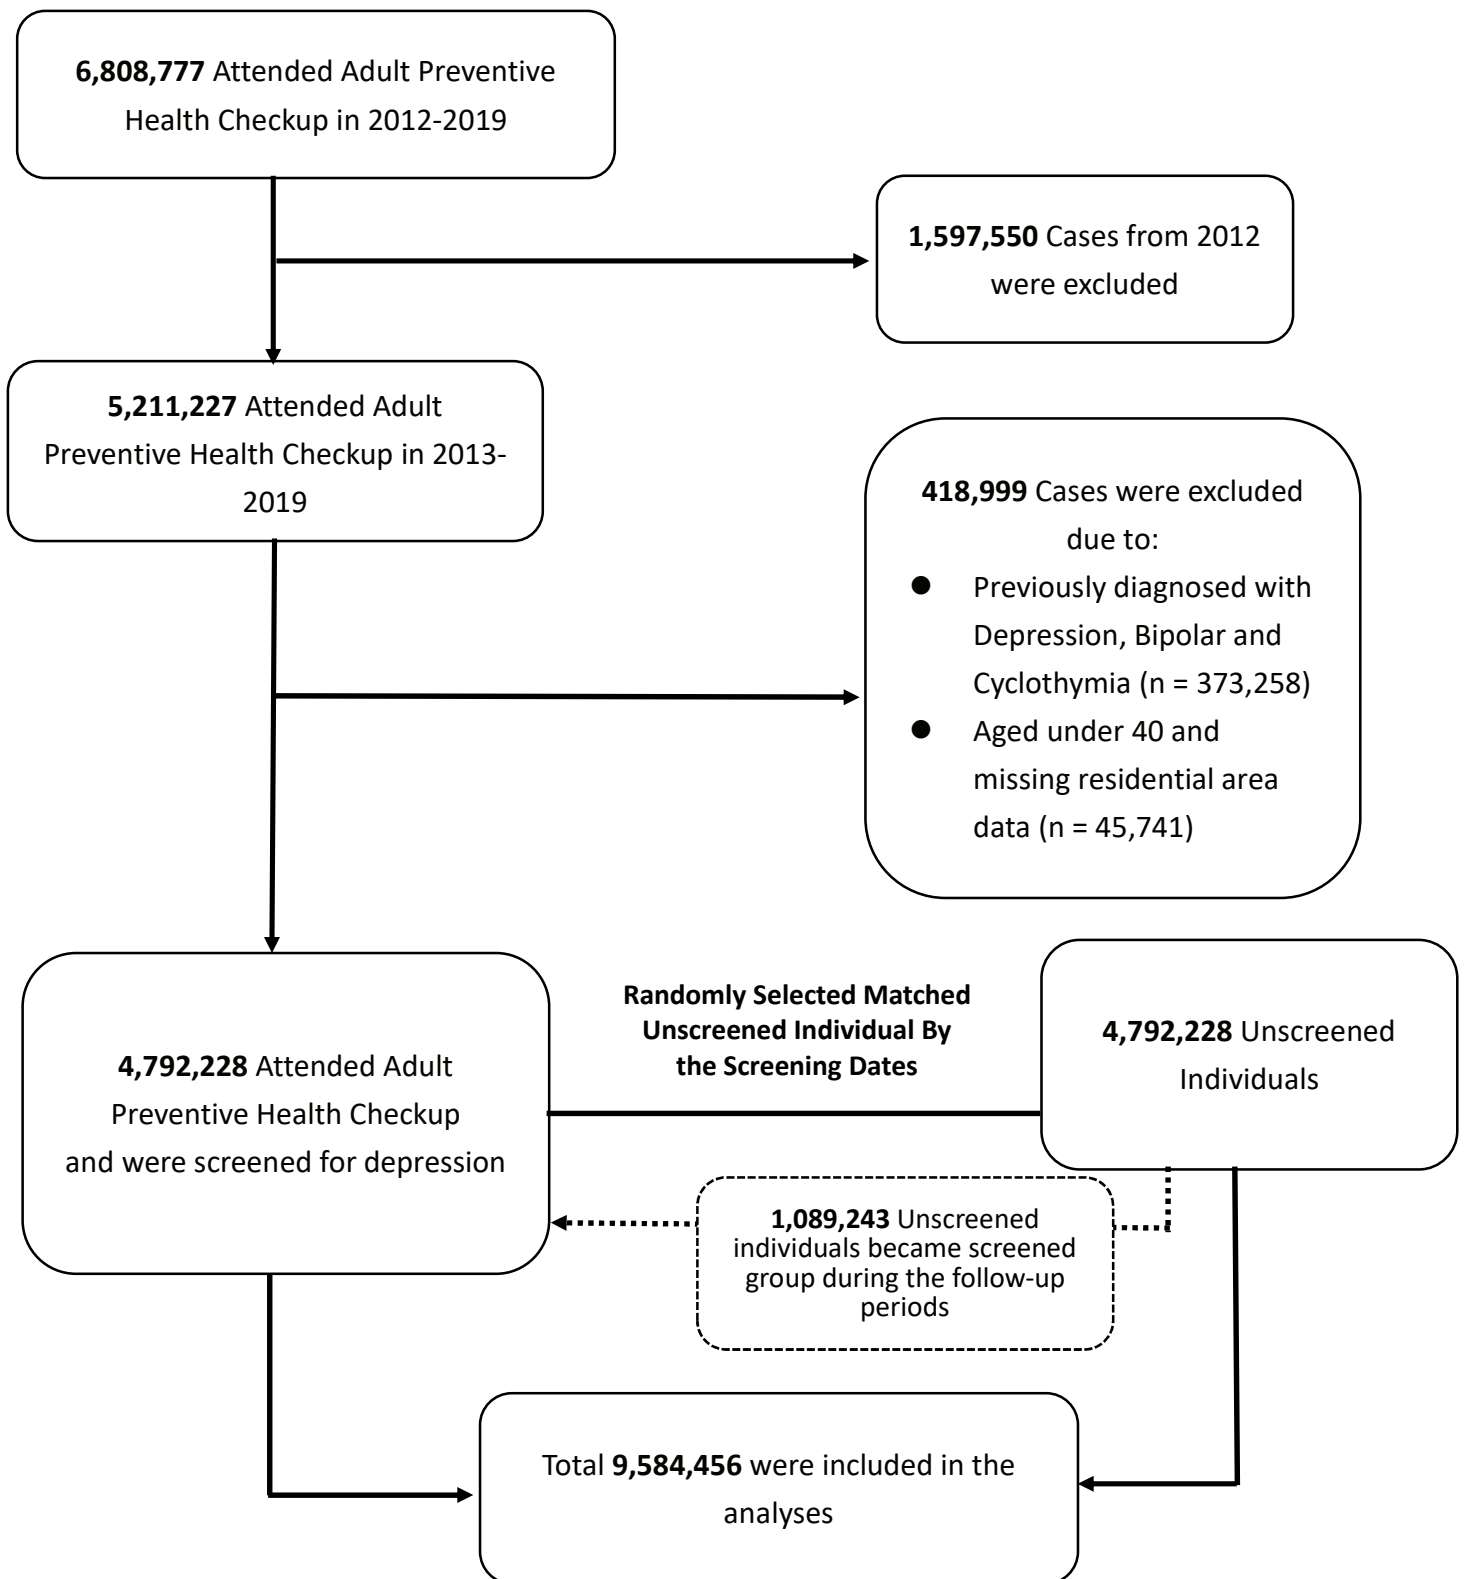 6,808,777 Attended Adult Preventive
Health Checkup in 2012-2019
1,597,550 Cases from 2012
were excluded
5,211,227 Attended Adult
Preventive Health Checkup in 2013-
2019
418,999 Cases were excluded
due to:
● Previously diagnosed with
Depression, Bipolar and
Cyclothymia (n = 373,258)
● Aged under 40 and
missing residential area
data (n = 45,741)
4,792,228 Attended Adult
Preventive Health Checkup
and were screened for depression
Randomly Selected Matched
Unscreened Individual By
the Screening Dates
4,792,228 Unscreened
Individuals
1,089,243 Unscreened
individuals became screened
group during the follow-up
periods
Total 9,584,456 were included in the
analyses